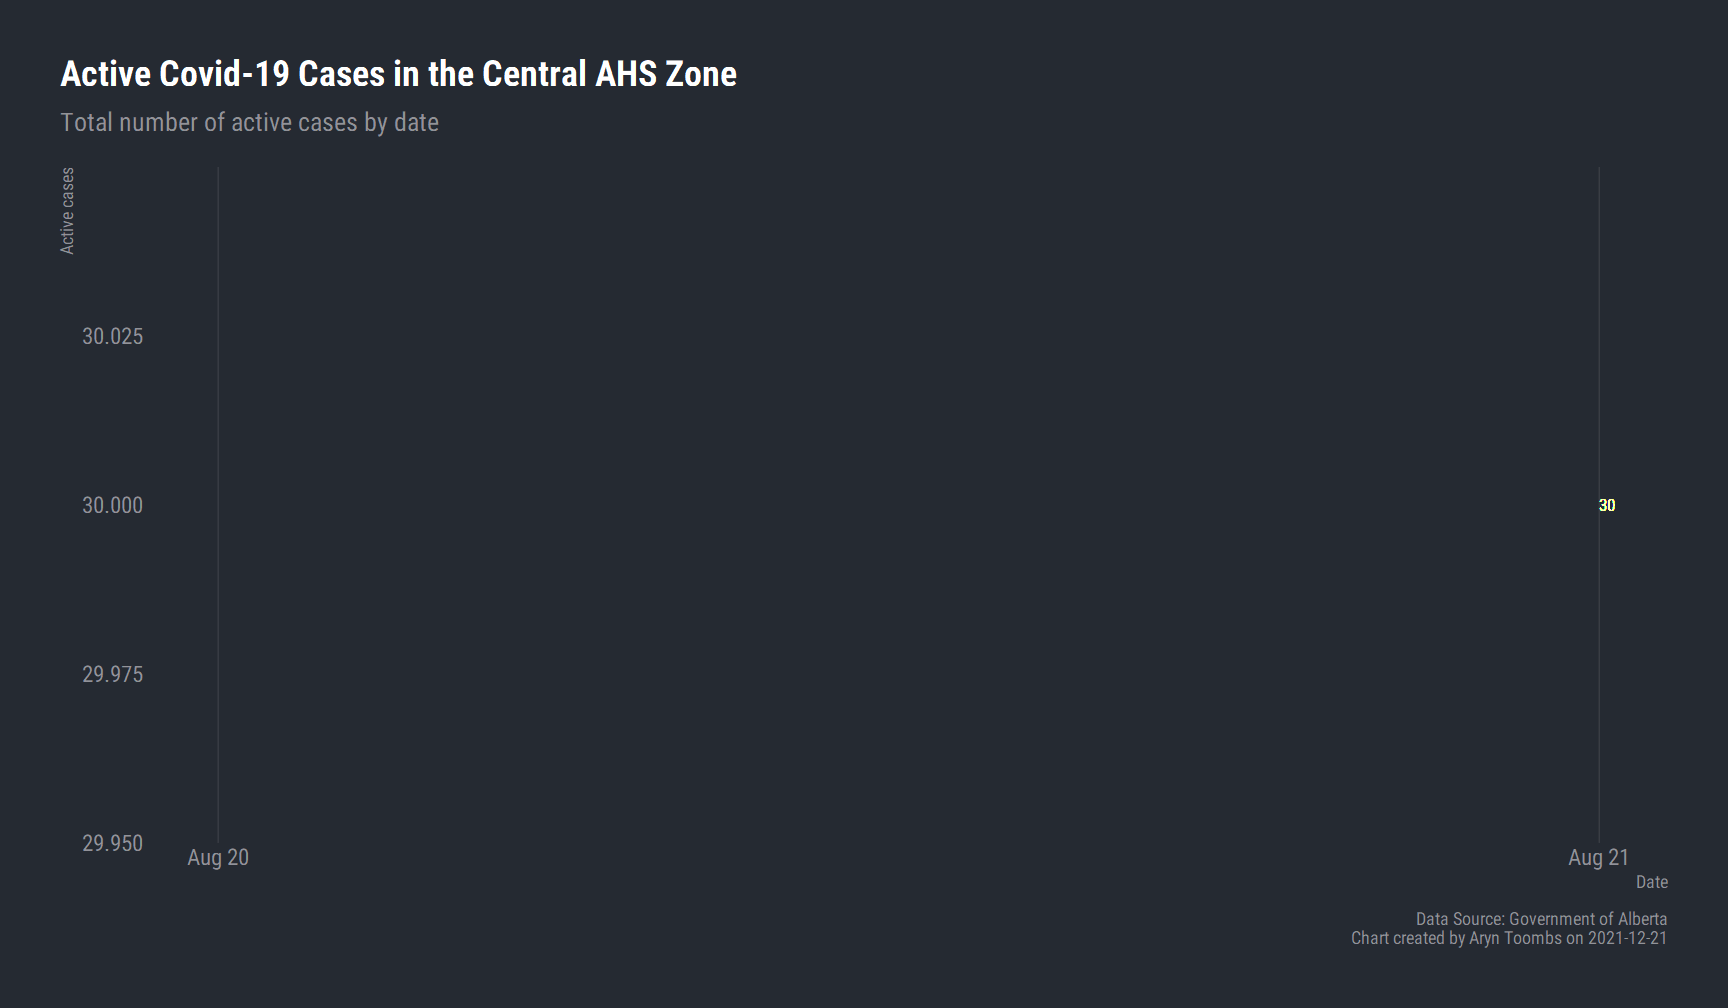 Active Covid-19 Cases in the Central AHS Zone
Total number of active cases by date
Active cases
30.025
30.000
30
29.975
29.950
Aug 20
Aug 21
Date
Data Source: Government of Alberta
Chart created by Aryn Toombs on 2021-12-21